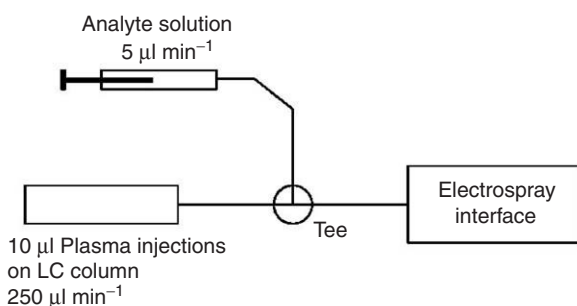 Analyte solution
5 µl min⁻¹
Electrospray
interface
Tee
10 µl Plasma injections
on LC column
250 µl min⁻¹